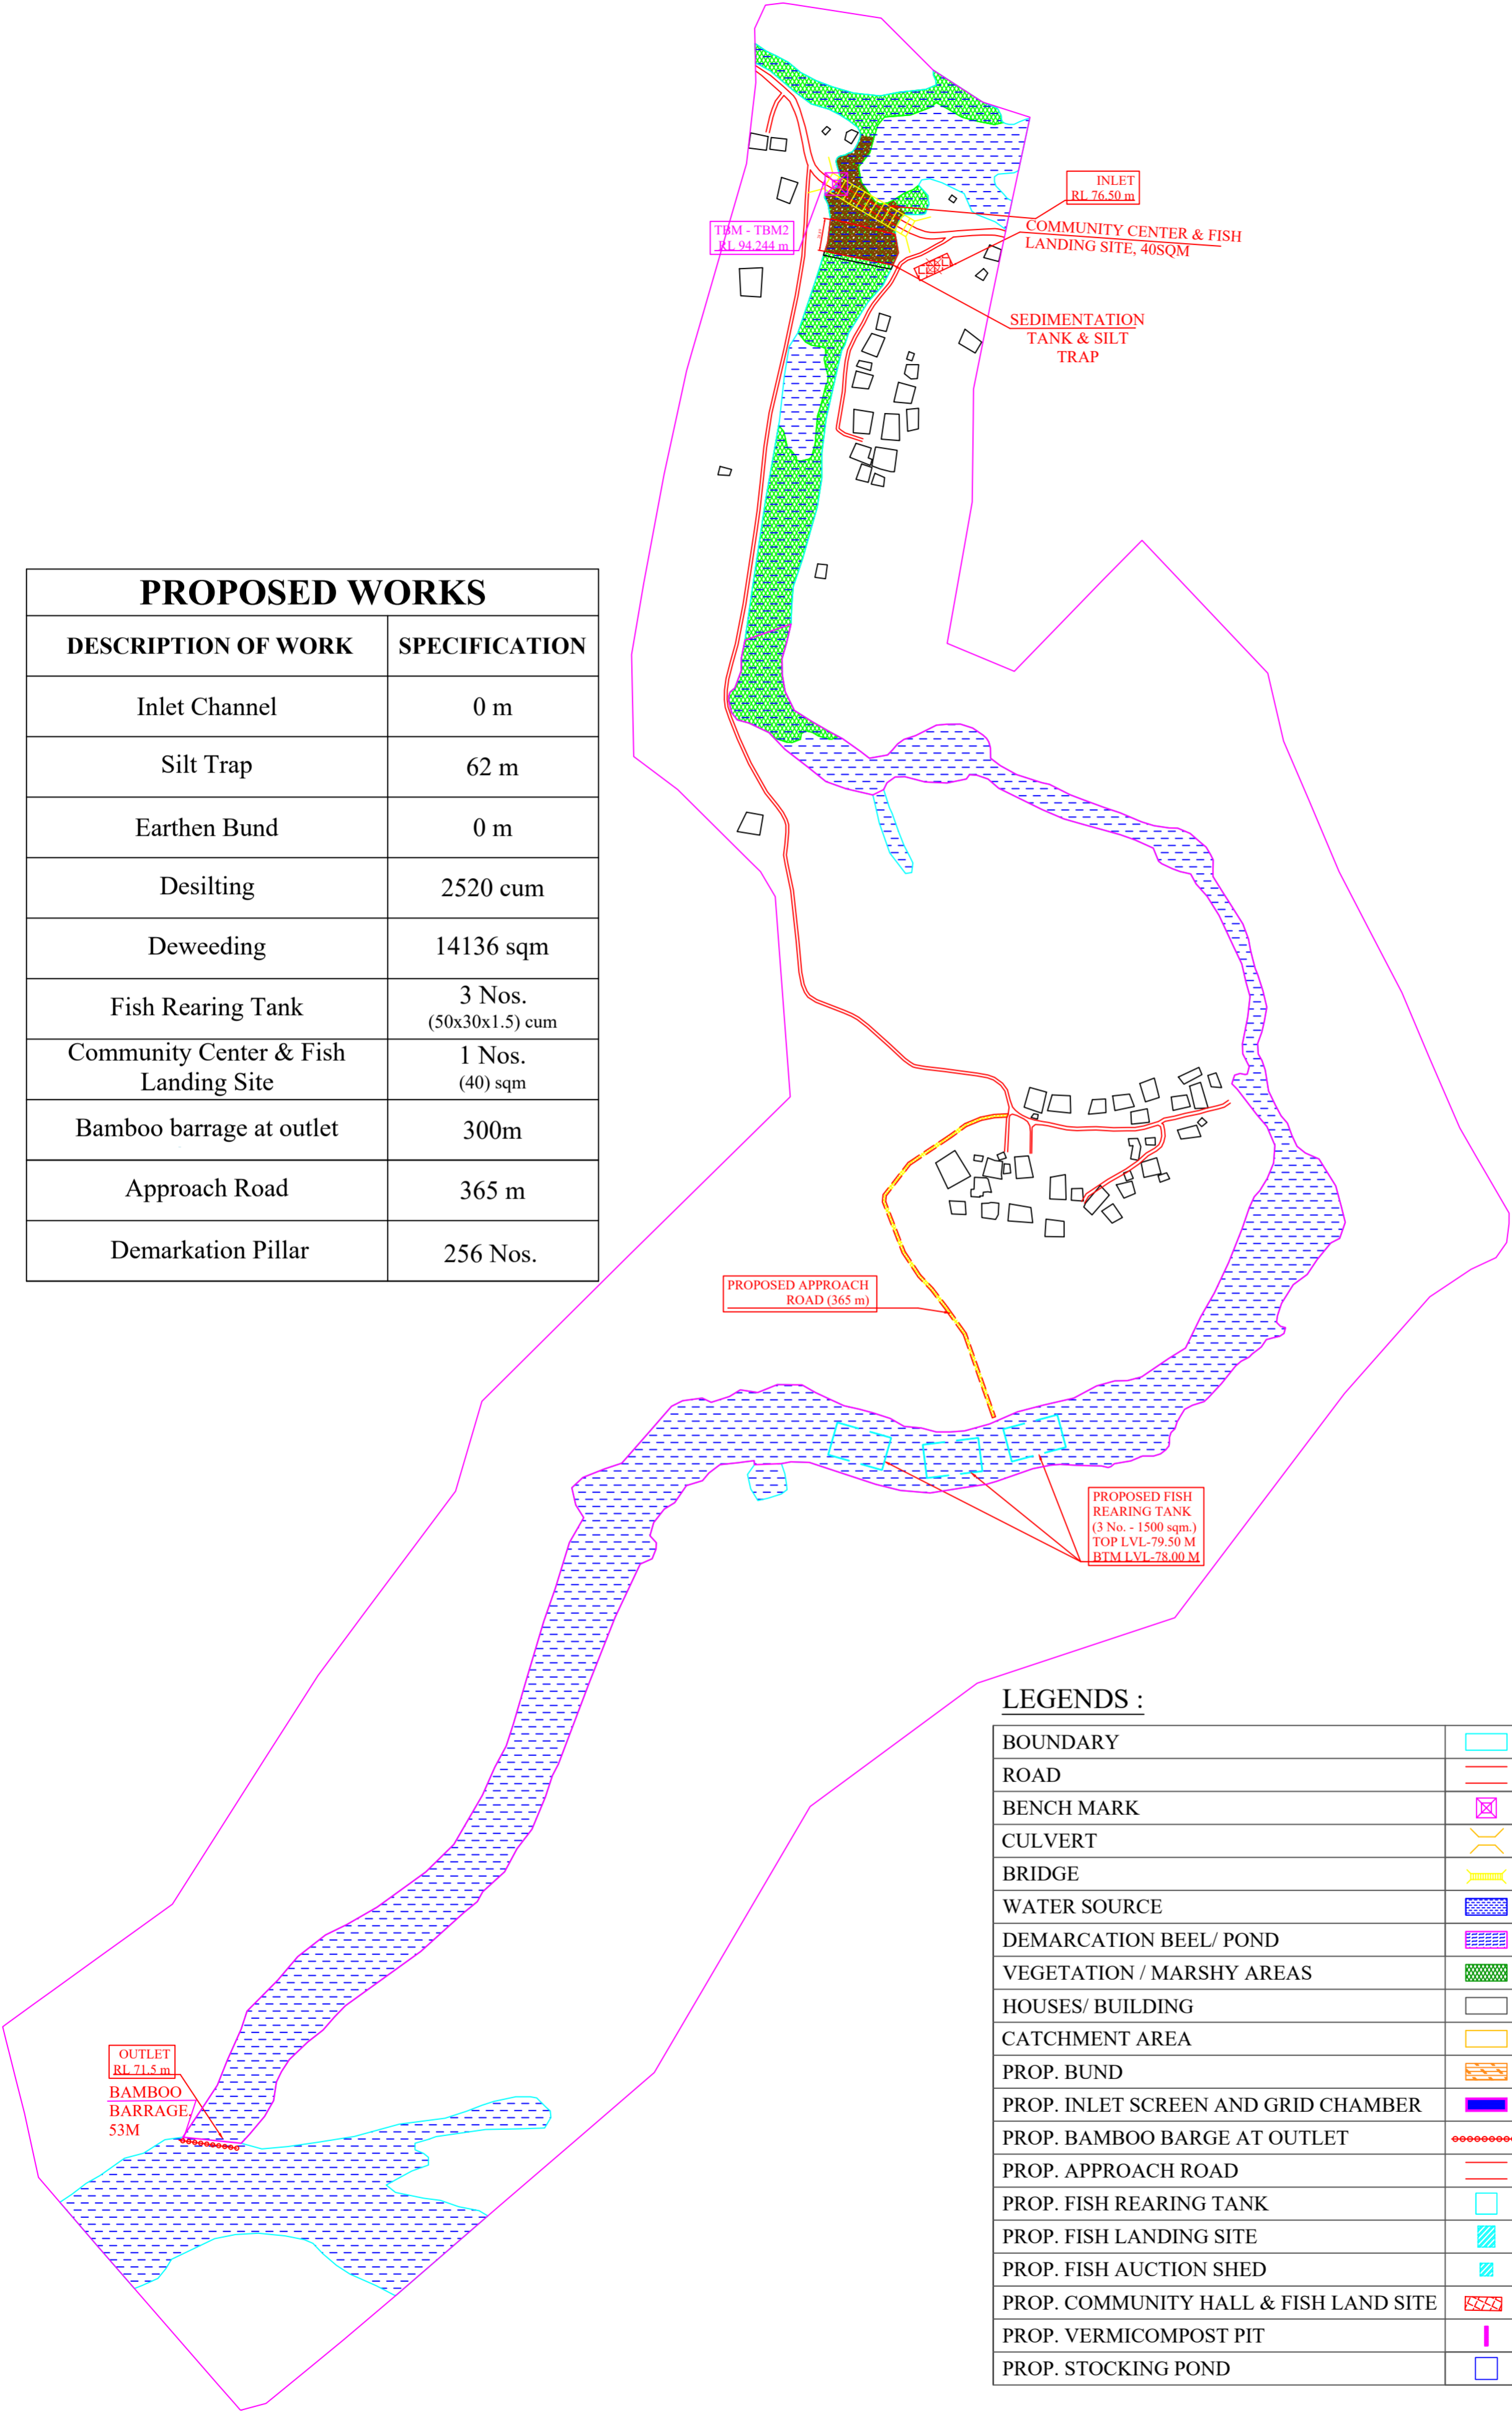 INLET
RL 76.50 m
TBM - TBM2
RL 94.244 m
COMMUNITY CENTER & FISH
LANDING SITE, 40SQM
SEDIMENTATION
TANK & SILT
TRAP
PROPOSED WORKS
DESCRIPTION OF WORK SPECIFICATION
Inlet Channel 0 m
Silt Trap 62 m
Earthen Bund 0 m
Desilting 2520 cum
Deweeding 14136 sqm
Fish Rearing Tank 3 Nos.
(50x30x1.5) cum
Community Center & Fish
Landing Site
1 Nos.
(40) sqm
Bamboo barrage at outlet 300m
Approach Road 365 m
Demarkation Pillar 256 Nos.
PROPOSED APPROACH
ROAD (365 m)
PROPOSED FISH
REARING TANK
(3 No. - 1500 sqm.)
TOP LVL-79.50 M
BTM LVL-78.00 M
OUTLET
RL 71.5 m
BAMBOO
BARRAGE,
53M
LEGENDS :
BOUNDARY
ROAD
BENCH MARK
CULVERT
BRIDGE
WATER SOURCE
DEMARCATION BEEL/ POND
VEGETATION / MARSHY AREAS
HOUSES/ BUILDING
CATCHMENT AREA
PROP. BUND
PROP. INLET SCREEN AND GRID CHAMBER
PROP. BAMBOO BARGE AT OUTLET
PROP. APPROACH ROAD
PROP. FISH REARING TANK
PROP. FISH LANDING SITE
PROP. FISH AUCTION SHED
PROP. COMMUNITY HALL & FISH LAND SITE
PROP. VERMICOMPOST PIT
PROP. STOCKING POND